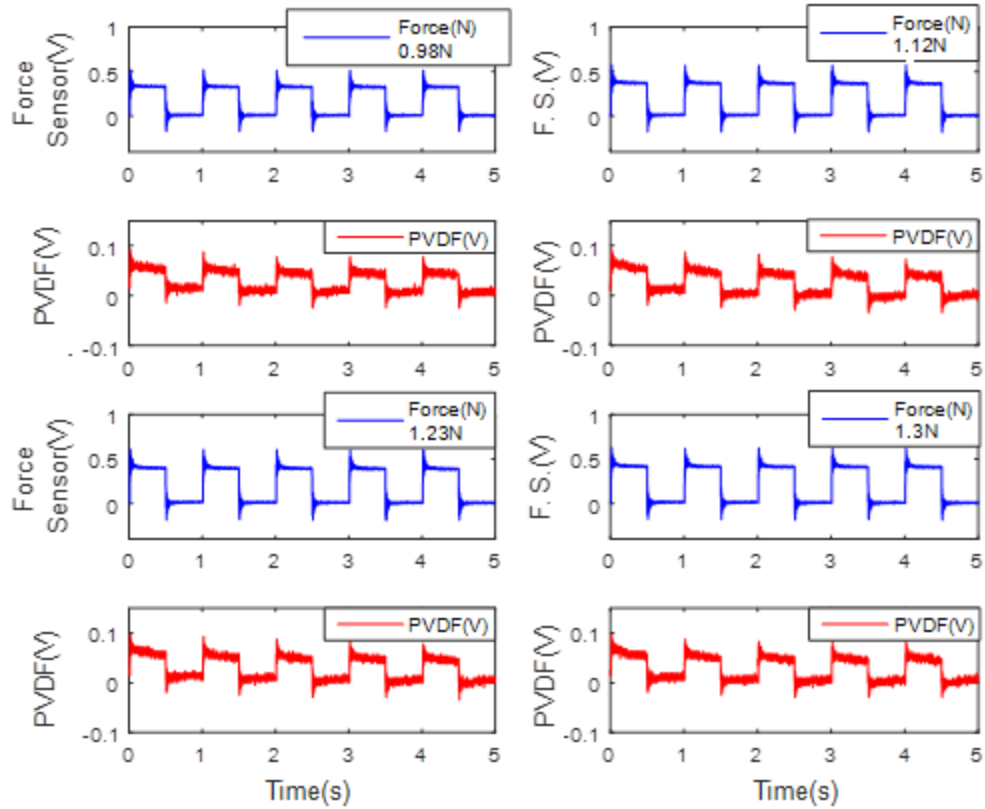 1
0.5
0
Force
Sensor(V)
Force(N)
0.98N
0 1 2 3 4 5
1
0.5
0
F. S.(V)
Force(N)
1.12N
0 1 2 3 4 5
0.1
0
. -0.1
PVDF(V)
PVDF(V)
0 1 2 3 4 5
0.1
0
-0.1
PVDF(V)
PVDF(V)
0 1 2 3 4 5
1
0.5
0
Force
Sensor(V)
Force(N)
1.23N
0 1 2 3 4 5
1
0.5
0
F. S.(V)
Force(N)
1.3N
0 1 2 3 4 5
0.1
0
-0.1
PVDF(V)
PVDF(V)
0 1 2 3 4 5
Time(s)
0.1
0
-0.1
PVDF(V)
PVDF(V)
0 1 2 3 4 5
Time(s)